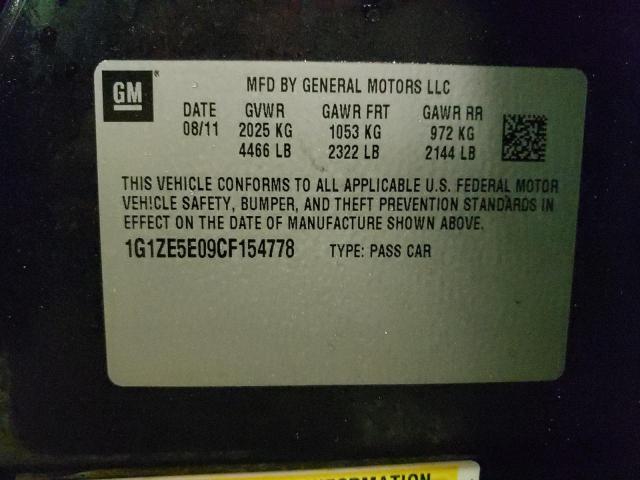 GM
MFD BY GENERAL MOTORS LLC
DATE GVWR GAWR FRT GAWR RR
08/11 2025 KG 1053 KG 972 KG
4466 LB 2322 LB 2144 LB
THIS VEHICLE CONFORMS TO ALL APPLICABLE U.S. FEDERAL MOTOR
VEHICLE SAFETY, BUMPER, AND THEFT PREVENTION STANDARDS IN
EFFECT ON THE DATE OF MANUFACTURE SHOWN ABOVE.
1G1ZE5E09CF154778 TYPE: PASS CAR